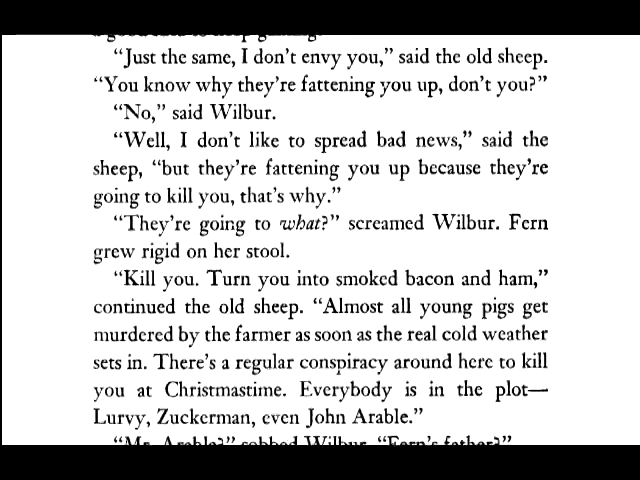 “Just the same, I don’t envy you,” said the old sheep.
“You know why they’re fattening you up, don’t you?”
“No,” said Wilbur.
“Well, I don’t like to spread bad news,” said the
sheep, “but they’re fattening you up because they’re
going to kill you, that’s why.”
“They’re going to what?” screamed Wilbur. Fern
grew rigid on her stool.
“Kill you. Turn you into smoked bacon and ham,”
continued the old sheep. “Almost all young pigs get
murdered by the farmer as soon as the real cold weather
sets in. There’s a regular conspiracy around here to kill
you at Christmastime. Everybody is in the plot—
Lurvy, Zuckerman, even John Arable.”
“Mr. Arable?” sobbed Wilbur. “Fern’s father?”